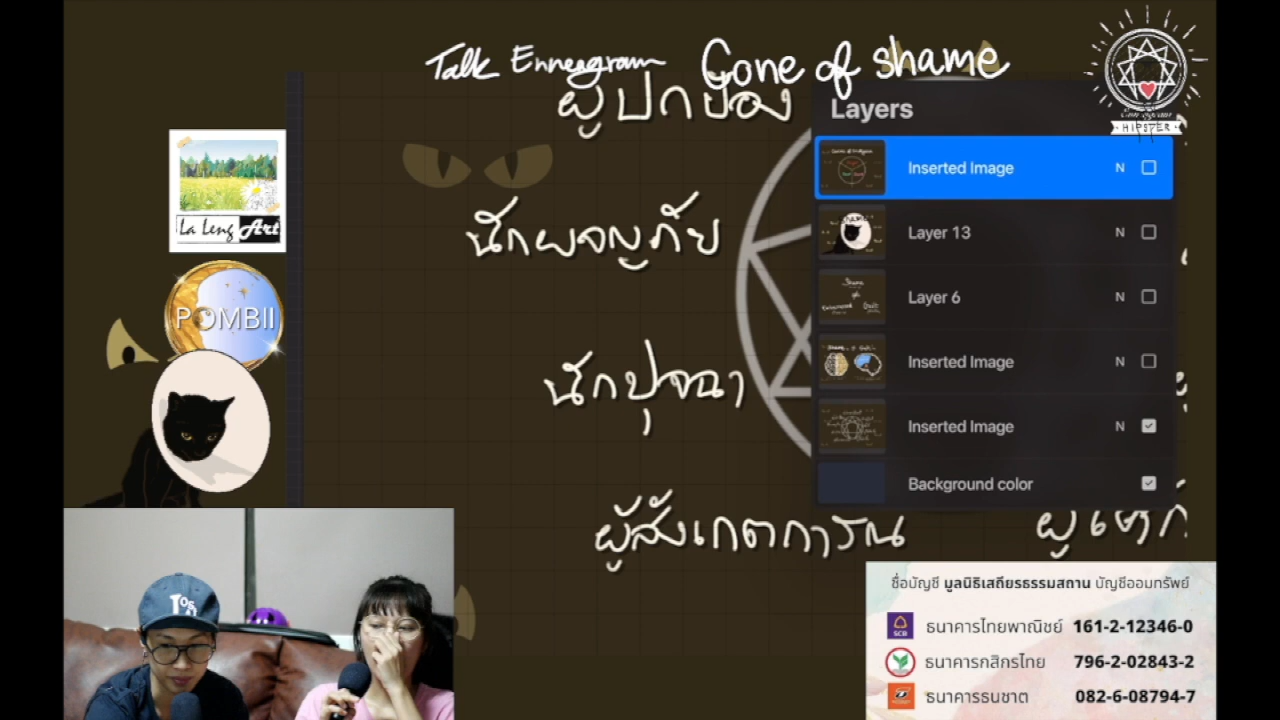 Talk Enneagram Cone of shame
ผู้ปกป้อง
Layers
HIPSTER
Inserted Image N
La Leng Art
นักผจญภัย
Layer 13 N
Layer 6 N
POMBII
Inserted Image N
นักปัจเจก
Inserted Image N
Background color
ผู้สังเกตการณ์
ชื่อบัญชี มูลนิธิเสถียรธรรมสถาน บัญชีออมทรัพย์
SCB ธนาคารไทยพาณิชย์ 161-2-12346-0
ธนาคารกสิกรไทย 796-2-02843-2
ธนาคารธนชาต 082-6-08794-7